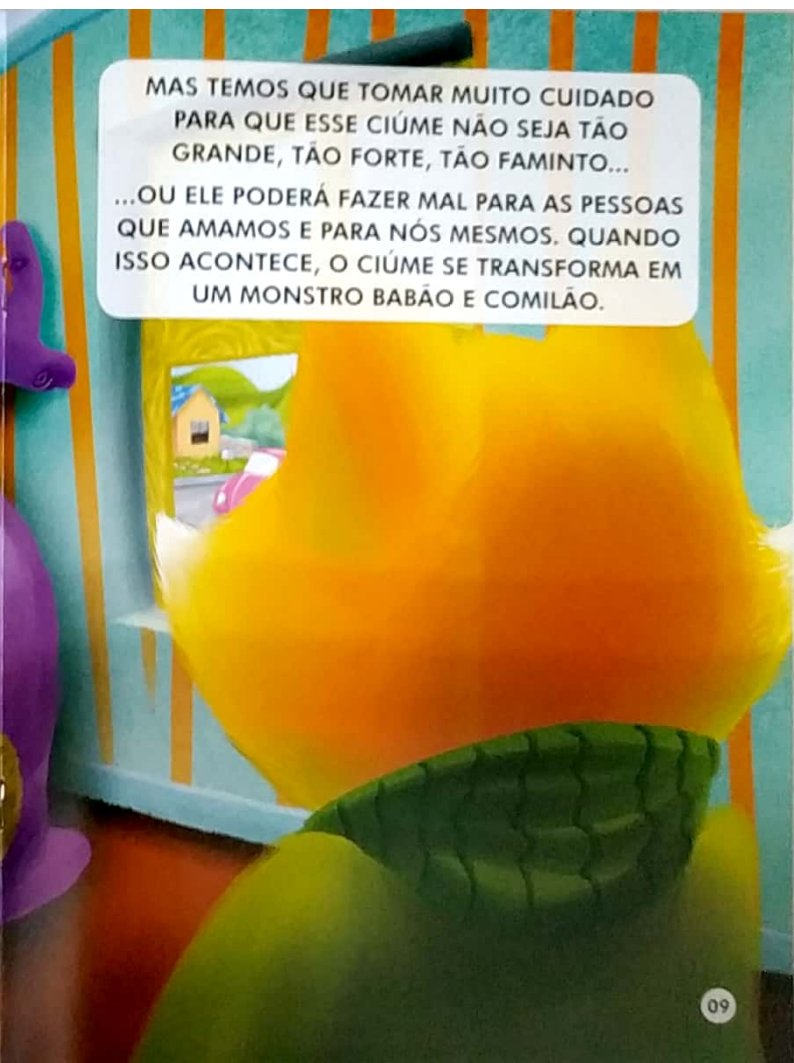 MAS TEMOS QUE TOMAR MUITO CUIDADO
PARA QUE ESSE CIÚME NÃO SEJA TÃO
GRANDE, TÃO FORTE, TÃO FAMINTO...
...OU ELE PODERÁ FAZER MAL PARA AS PESSOAS
QUE AMAMOS E PARA NÓS MESMOS. QUANDO
ISSO ACONTECE, O CIÚME SE TRANSFORMA EM
UM MONSTRO BABÃO E COMILÃO.
09